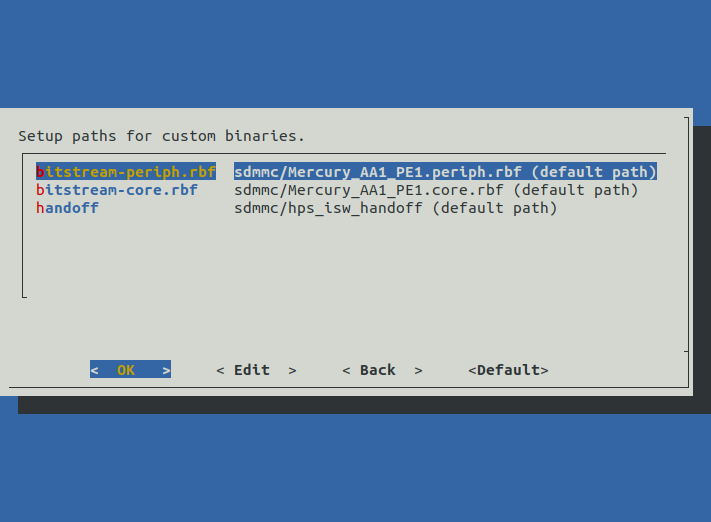 Setup paths for custom binaries.
bitstream-periph.rbf sdmmc/Mercury_AA1_PE1.periph.rbf (default path)
bitstream-core.rbf sdmmc/Mercury_AA1_PE1.core.rbf (default path)
handoff sdmmc/hps_isw_handoff (default path)
< OK > < Edit > < Back > <Default>